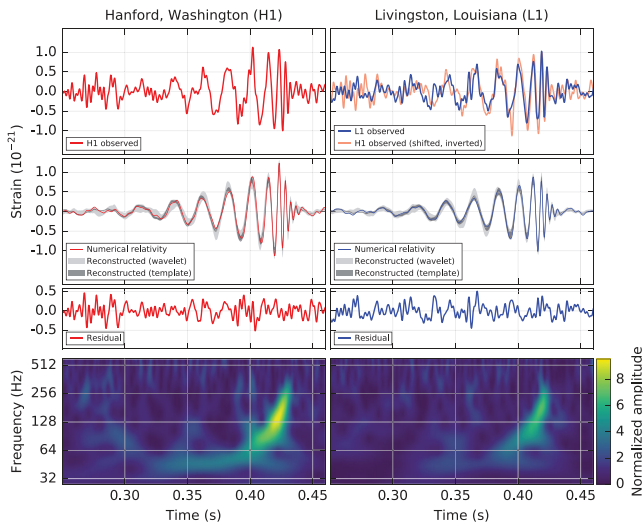 Hanford, Washington (H1)
Livingston, Louisiana (L1)
1.0
0.5
0.0
-0.5
-1.0
H1 observed
L1 observed
H1 observed (shifted, inverted)
Strain (10⁻²¹)
1.0
0.5
0.0
-0.5
-1.0
Numerical relativity
Reconstructed (wavelet)
Reconstructed (template)
Numerical relativity
Reconstructed (wavelet)
Reconstructed (template)
0.5
0.0
-0.5
Residual
Residual
Frequency (Hz)
512
256
128
64
32
0.30
0.35
0.40
0.45
Time (s)
0.30
0.35
0.40
0.45
Time (s)
8
6
4
2
0
Normalized amplitude